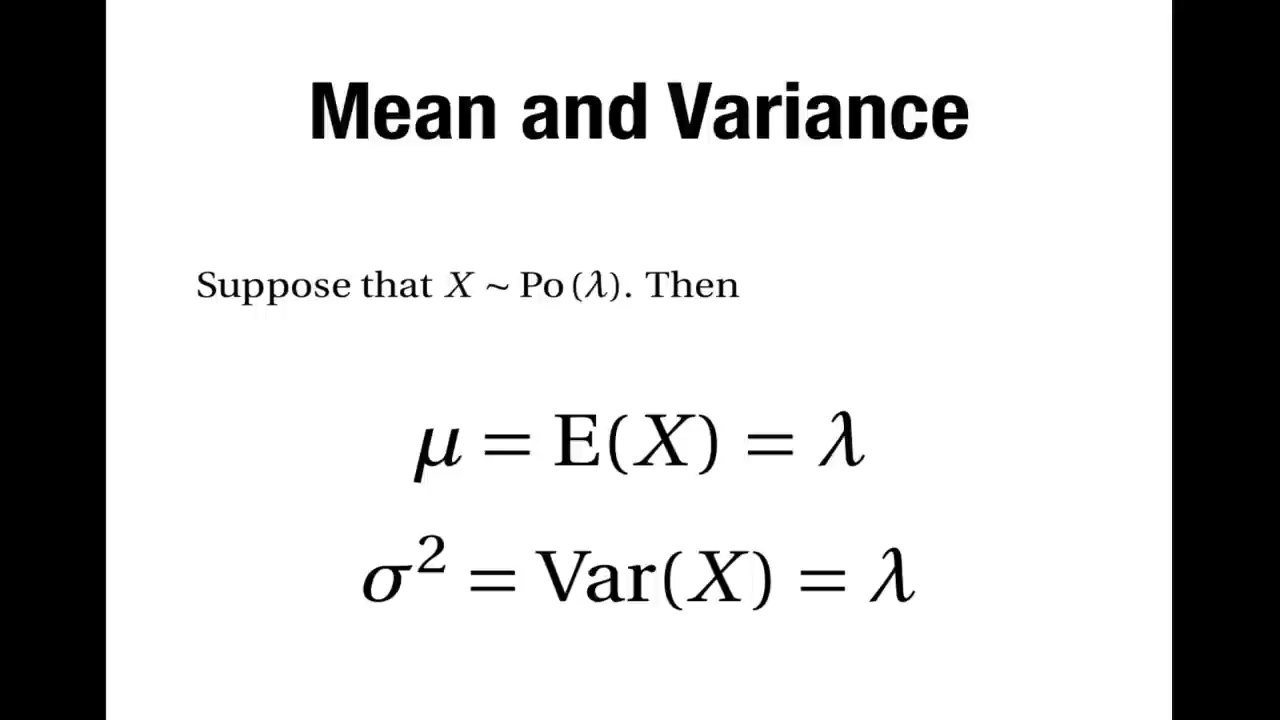 Mean and Variance
Suppose that X ~ Po(λ). Then
μ = E(X) = λ
σ² = Var(X) = λ